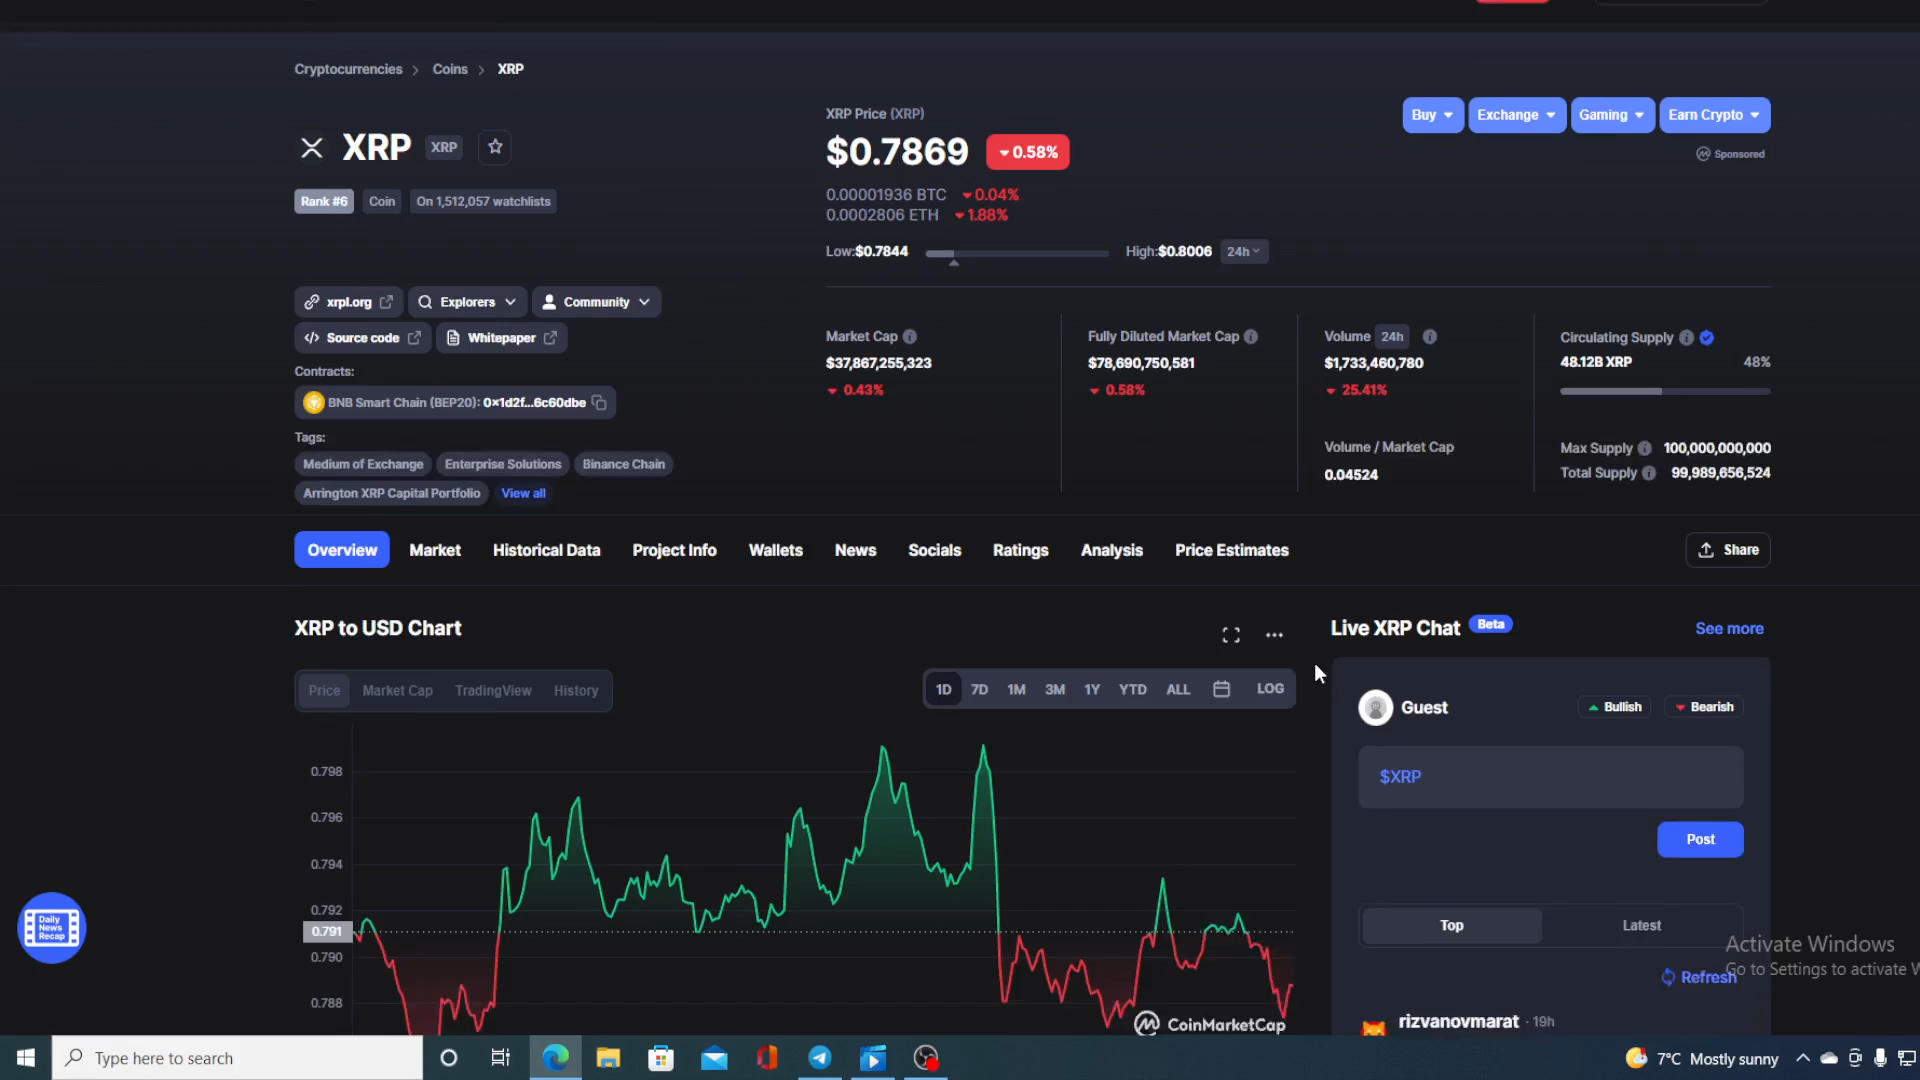 Cryptocurrencies > Coins > XRP
XRP XRP
Rank #6 Coin On 1,512,057 watchlists
xrpl.org Explorers Community
Source code Whitepaper
Contracts:
BNB Smart Chain (BEP20): 0x1d2f...6c60dbe
Tags:
Medium of Exchange Enterprise Solutions Binance Chain
Arrington XRP Capital Portfolio View all
XRP Price (XRP)
$0.7869 0.58%
0.00001936 BTC 0.04%
0.0002806 ETH 1.88%
Low:$0.7844 High:$0.8006 24h
Buy Exchange Gaming Earn Crypto
Sponsored
Market Cap
$37,867,255,323
0.43%
Fully Diluted Market Cap
$78,690,750,581
0.58%
Volume 24h
$1,733,460,780
25.41%
Volume / Market Cap
0.04524
Circulating Supply
48.12B XRP 48%
Max Supply 100,000,000,000
Total Supply 99,989,656,524
Overview Market Historical Data Project Info Wallets News Socials Ratings Analysis Price Estimates Share
XRP to USD Chart
Price Market Cap TradingView History
1D 7D 1M 3M 1Y YTD ALL LOG
0.798
0.796
0.794
0.792
0.791
0.790
0.788
CoinMarketCap
Daily
News
Recap
Live XRP Chat Beta See more
Guest Bullish Bearish
$XRP
Post
Top Latest
Refresh
rizvanovmarat · 19h
Activate Windows
Go to Settings to activate W
Type here to search
7°C Mostly sunny